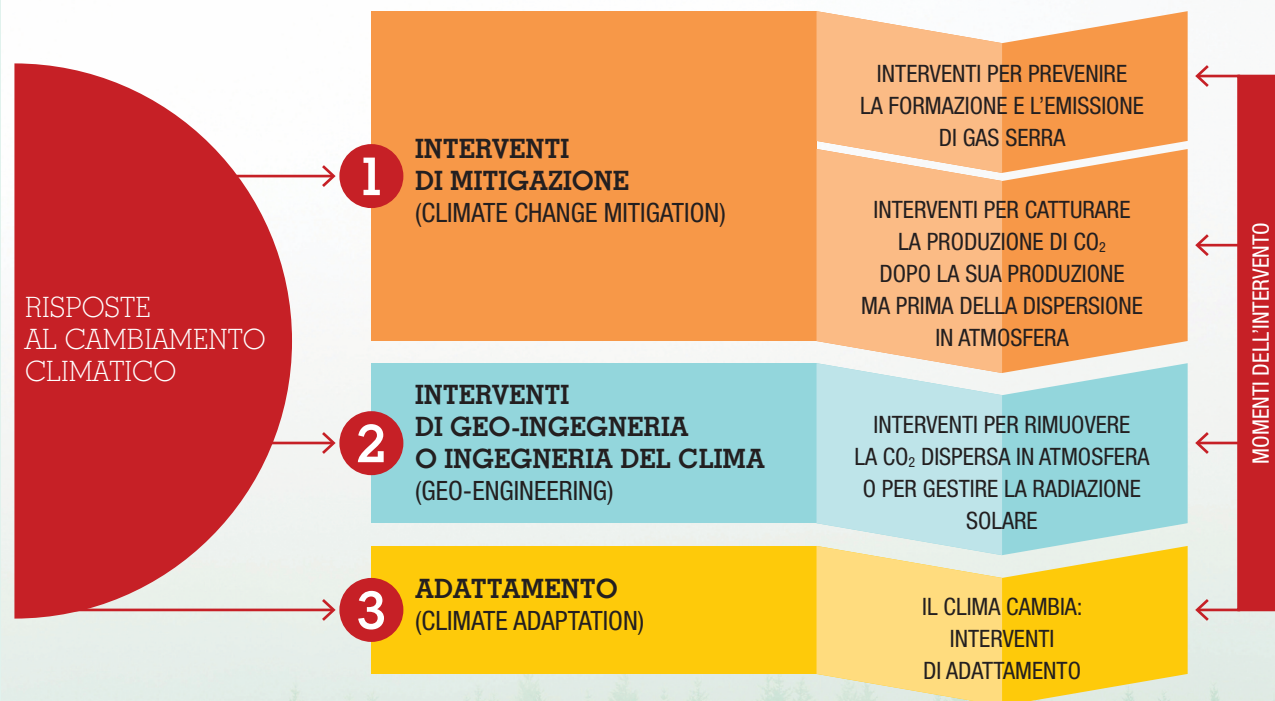 RISPOSTE
AL CAMBIAMENTO
CLIMATICO
1
INTERVENTI
DI MITIGAZIONE
(CLIMATE CHANGE MITIGATION)
INTERVENTI PER PREVENIRE
LA FORMAZIONE E L'EMISSIONE
DI GAS SERRA
INTERVENTI PER CATTURARE
LA PRODUZIONE DI CO₂
DOPO LA SUA PRODUZIONE
MA PRIMA DELLA DISPERSIONE
IN ATMOSFERA
2
INTERVENTI
DI GEO-INGEGNERIA
O INGEGNERIA DEL CLIMA
(GEO-ENGINEERING)
INTERVENTI PER RIMUOVERE
LA CO₂ DISPERSA IN ATMOSFERA
O PER GESTIRE LA RADIAZIONE
SOLARE
3
ADATTAMENTO
(CLIMATE ADAPTATION)
IL CLIMA CAMBIA:
INTERVENTI
DI ADATTAMENTO
MOMENTI DELL'INTERVENTO